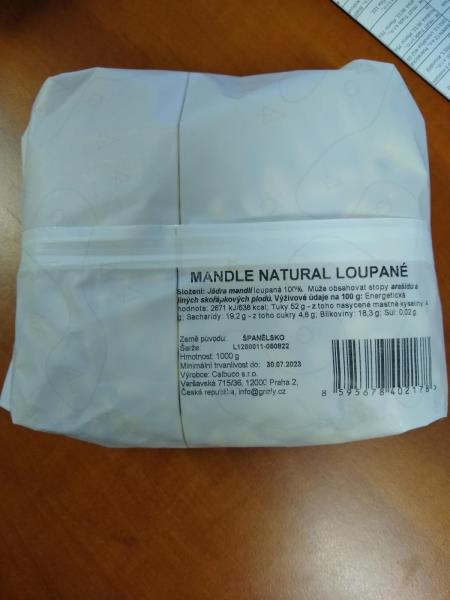 MANDLE NATURAL LOUPANÉ
Složení: Jádra mandlí loupaná 100%. Může obsahovat stopy arašídů a
jiných skořápkových plodů. Výživové údaje na 100 g: Energetická
hodnota: 2671 kJ/638 kcal; Tuky 52 g - z toho nasycené mastné kyseliny 4
g; Sacharidy: 19,2 g - z toho cukry 4,8 g; Bílkoviny: 18,3 g; Sůl: 0,02 g.
Země původu: ŠPANĚLSKO
Šarže: L1280011-080822
Hmotnost: 1000 g
Minimální trvanlivost do: 30.07.2023
Výrobce: Calbuco s.r.o.
Varšavská 715/36, 12000 Praha 2,
Česká republika, info@grizly.cz
8 595678 402178 >